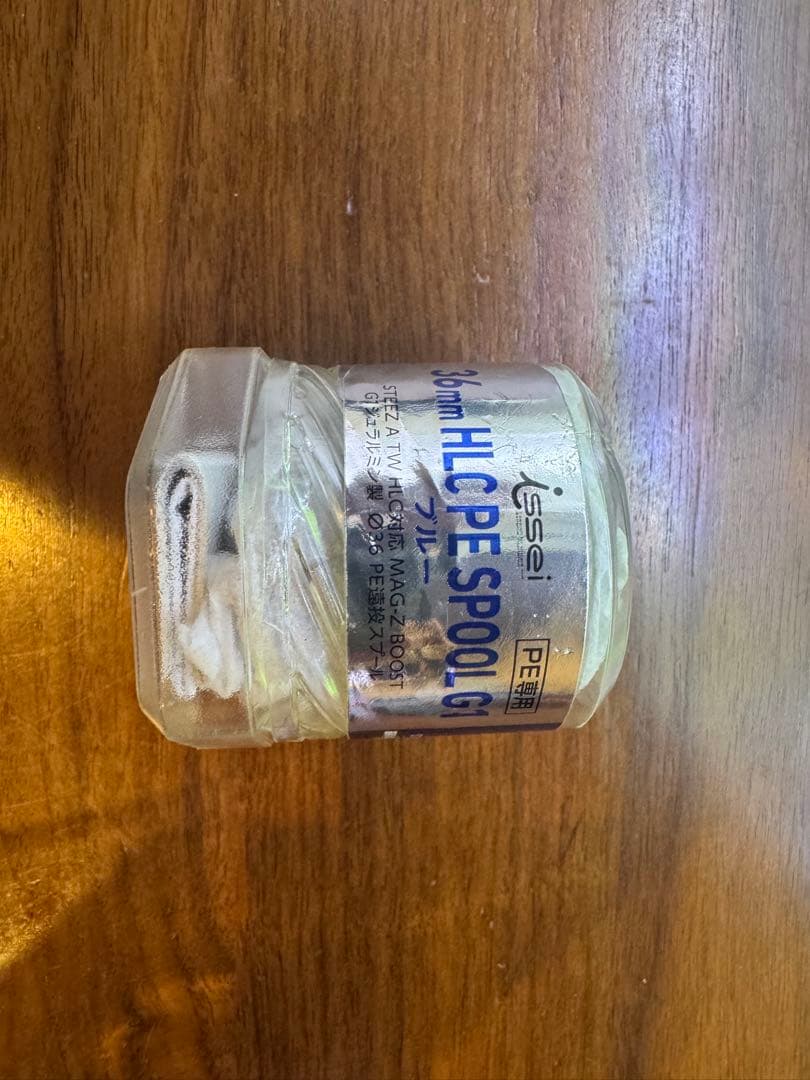 issei
PE専用
36mm HLC PE SPOOL G1
ブルー
STEEZ A TW HLC対応 MAG-Z BOOST
G1ジュラルミン製 Ø36 PE遠投スプール